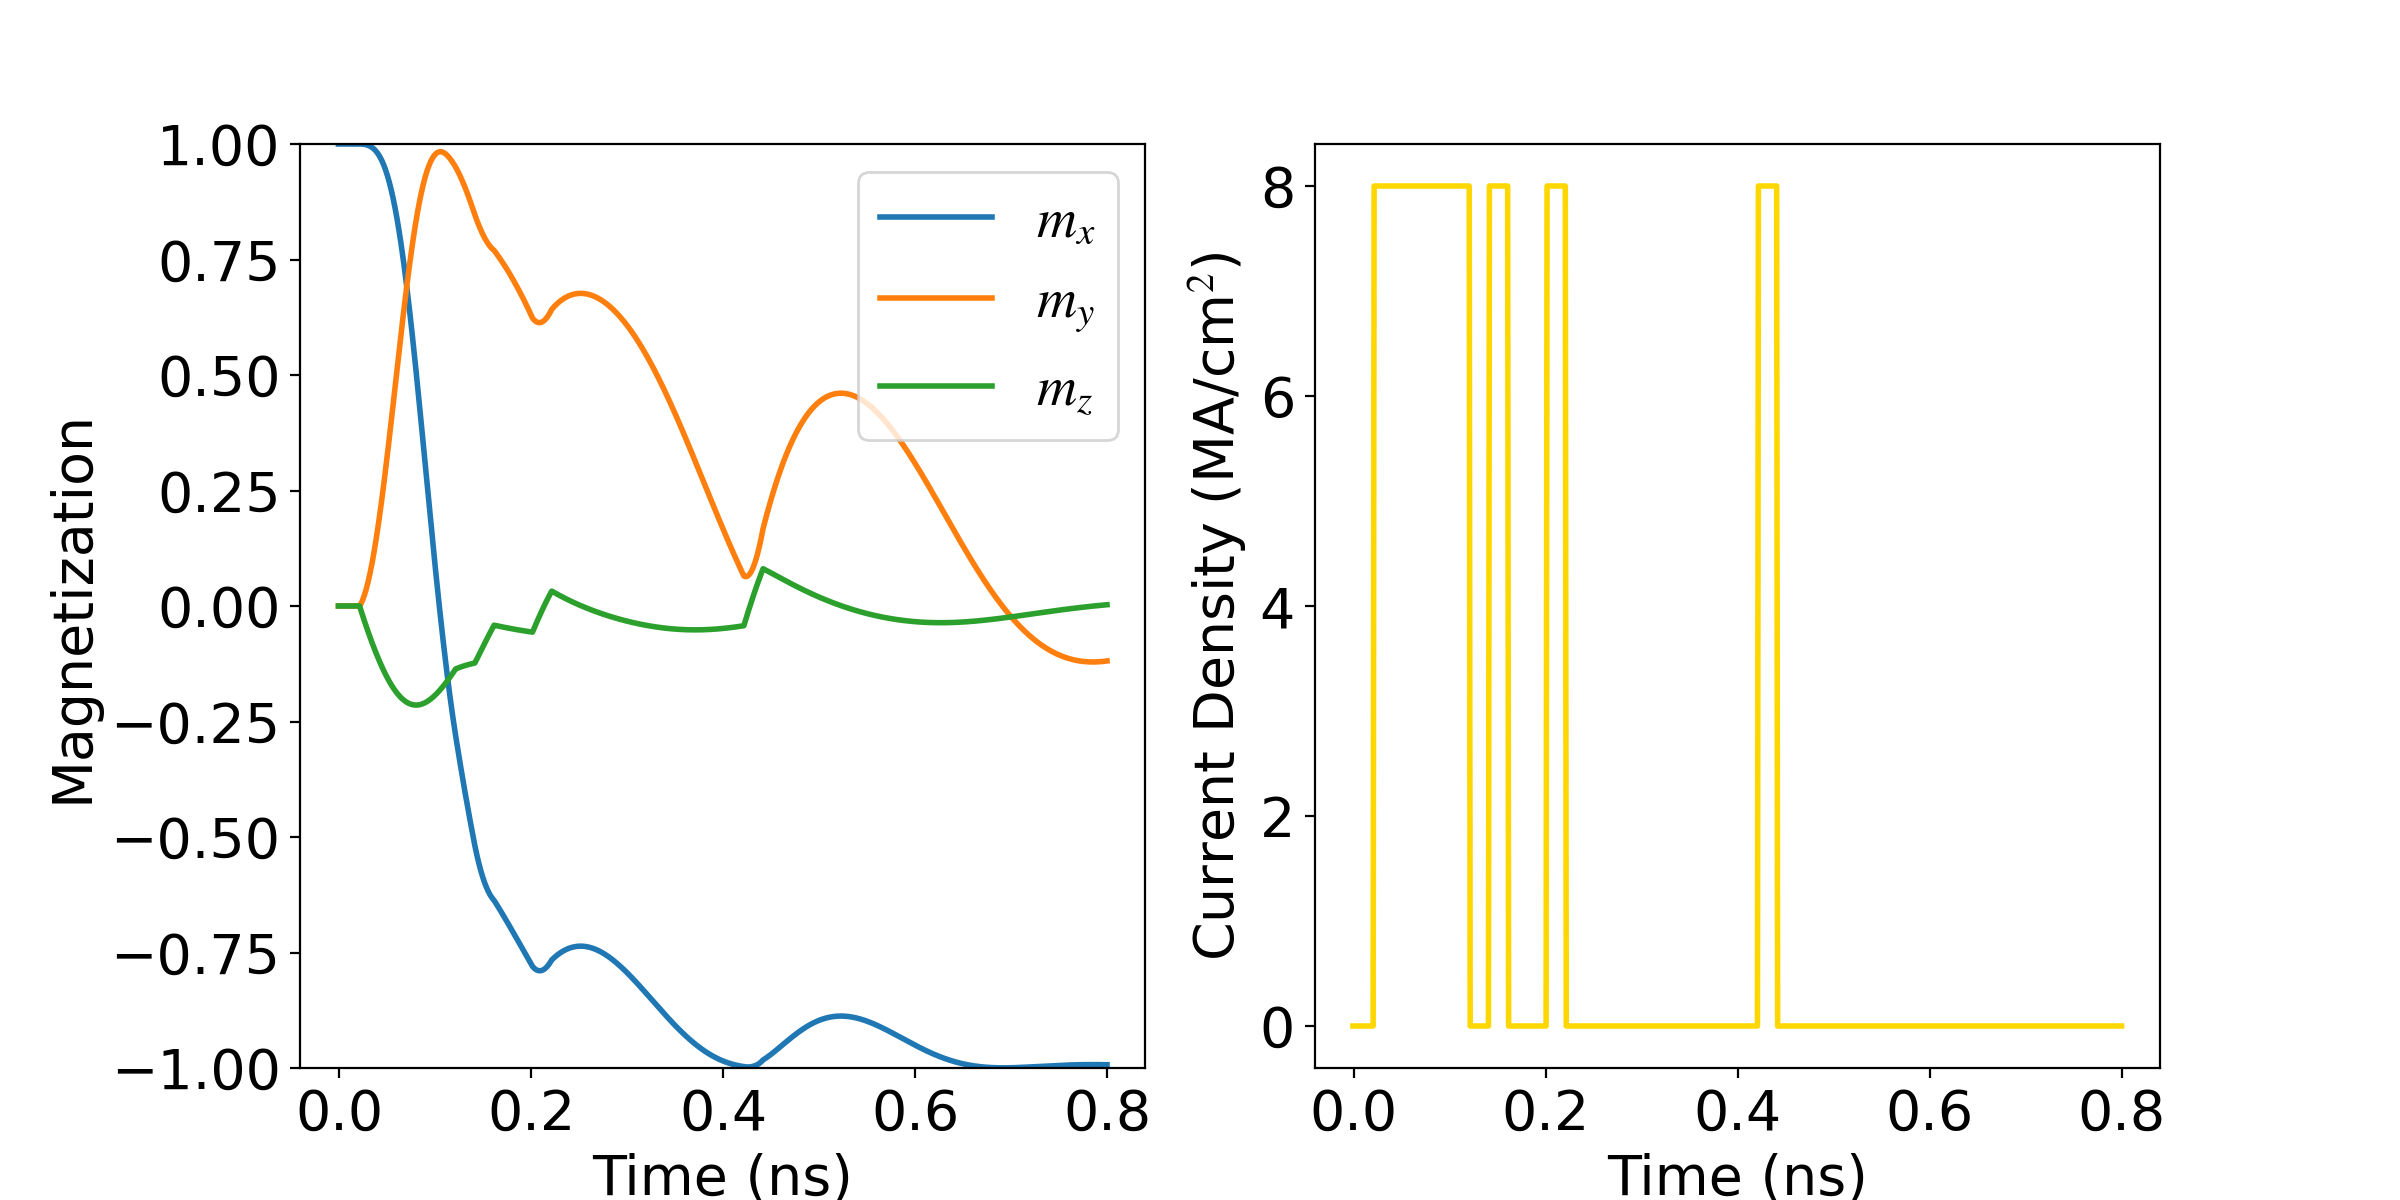 Magnetization
1.00
0.75
0.50
0.25
0.00
−0.25
−0.50
−0.75
−1.00
0.0 0.2 0.4 0.6 0.8
Time (ns)
m_x
m_y
m_z
Current Density (MA/cm²)
8
6
4
2
0
0.0 0.2 0.4 0.6 0.8
Time (ns)